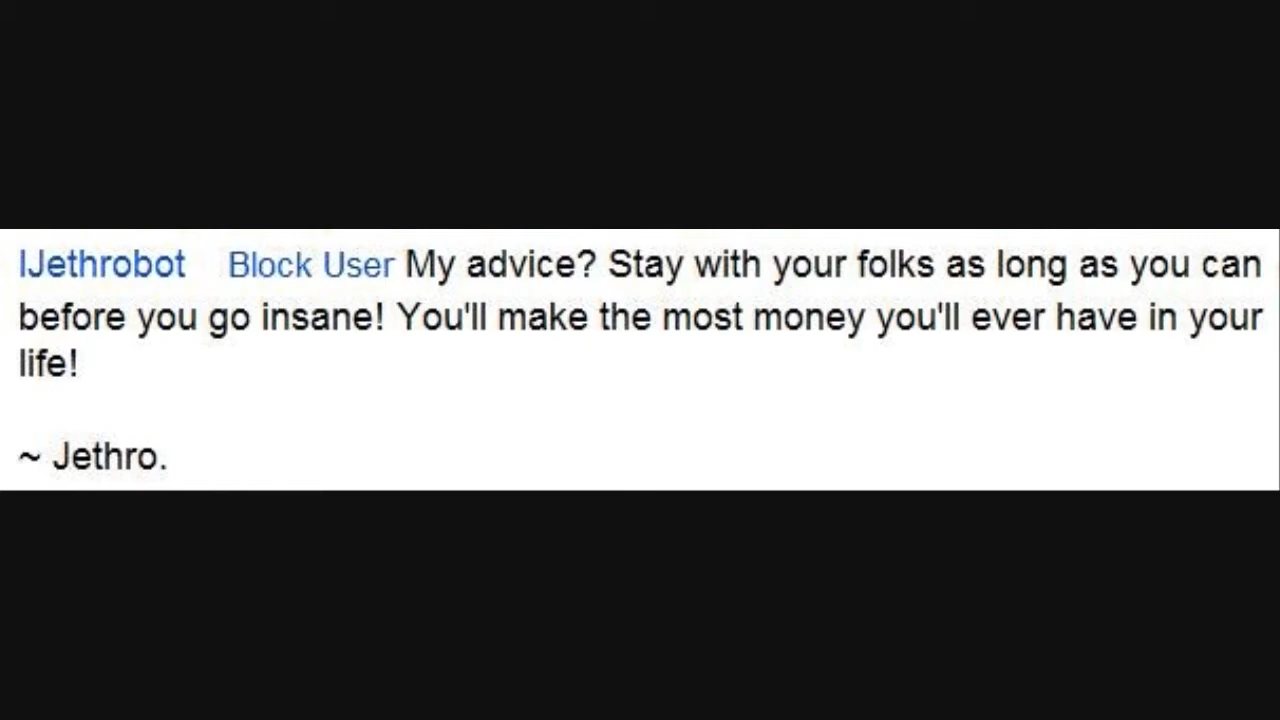 IJethrobot Block User My advice? Stay with your folks as long as you can
before you go insane! You'll make the most money you'll ever have in your
life!
~ Jethro.